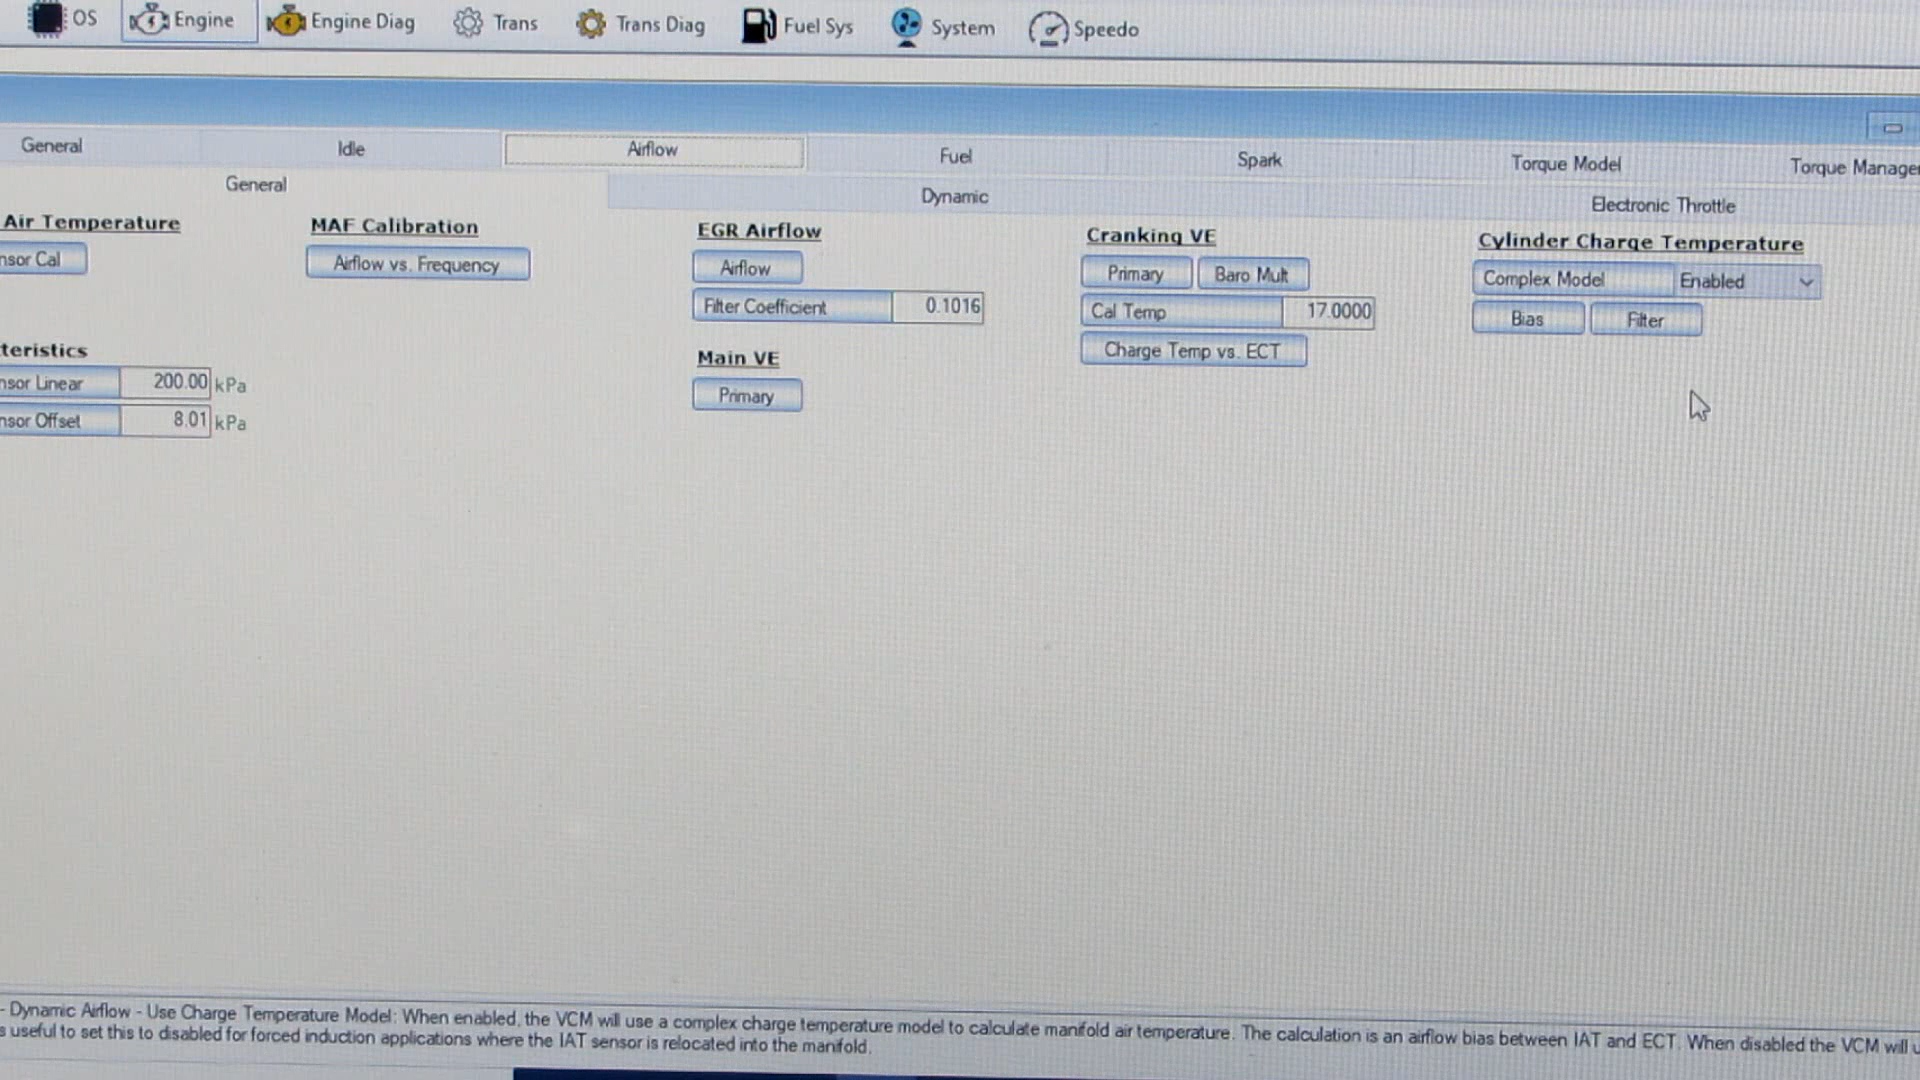 OS Engine Engine Diag Trans Trans Diag Fuel Sys System Speedo
General Idle Airflow Fuel Spark Torque Model Torque Manager
General Dynamic Electronic Throttle
Air Temperature
nsor Cal
MAF Calibration
Airflow vs. Frequency
teristics
nsor Linear 200.00 kPa
nsor Offset 8.01 kPa
EGR Airflow
Airflow
Filter Coefficient 0.1016
Main VE
Primary
Cranking VE
Primary Baro Mult
Cal Temp 17.0000
Charge Temp vs. ECT
Cylinder Charge Temperature
Complex Model Enabled
Bias Filter
- Dynamic Airflow - Use Charge Temperature Model: When enabled, the VCM will use a complex charge temperature model to calculate manifold air temperature. The calculation is an airflow bias between IAT and ECT. When disabled the VCM will u
s useful to set this to disabled for forced induction applications where the IAT sensor is relocated into the manifold.